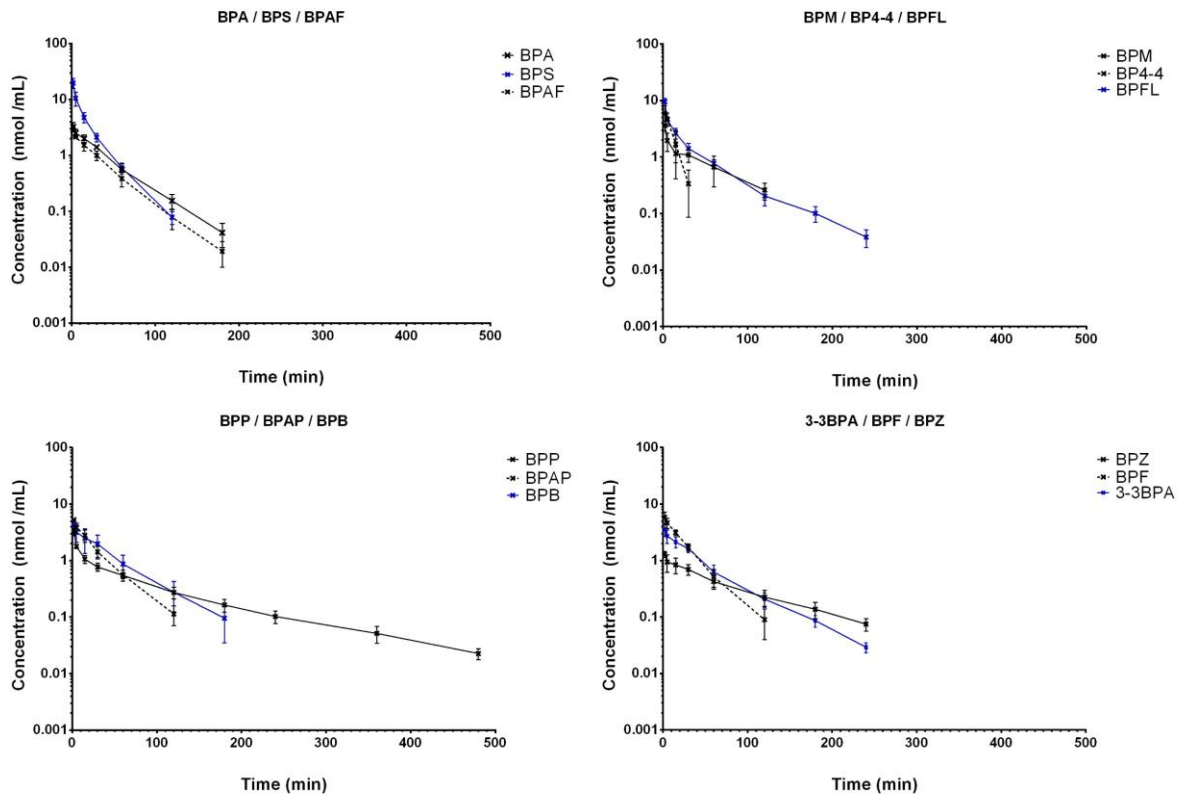 BPA / BPS / BPAF
Concentration (nmol /mL)
100
10
1
0.1
0.01
0.001
0
100
200
300
400
500
Time (min)
BPA
BPS
BPAF
BPM / BP4-4 / BPFL
Concentration (nmol /mL)
100
10
1
0.1
0.01
0.001
0
100
200
300
400
500
Time (min)
BPM
BP4-4
BPFL
BPP / BPAP / BPB
Concentration (nmol /mL)
100
10
1
0.1
0.01
0.001
0
100
200
300
400
500
Time (min)
BPP
BPAP
BPB
3-3BPA / BPF / BPZ
Concentration (nmol /mL)
100
10
1
0.1
0.01
0.001
0
100
200
300
400
500
Time (min)
BPZ
BPF
3-3BPA